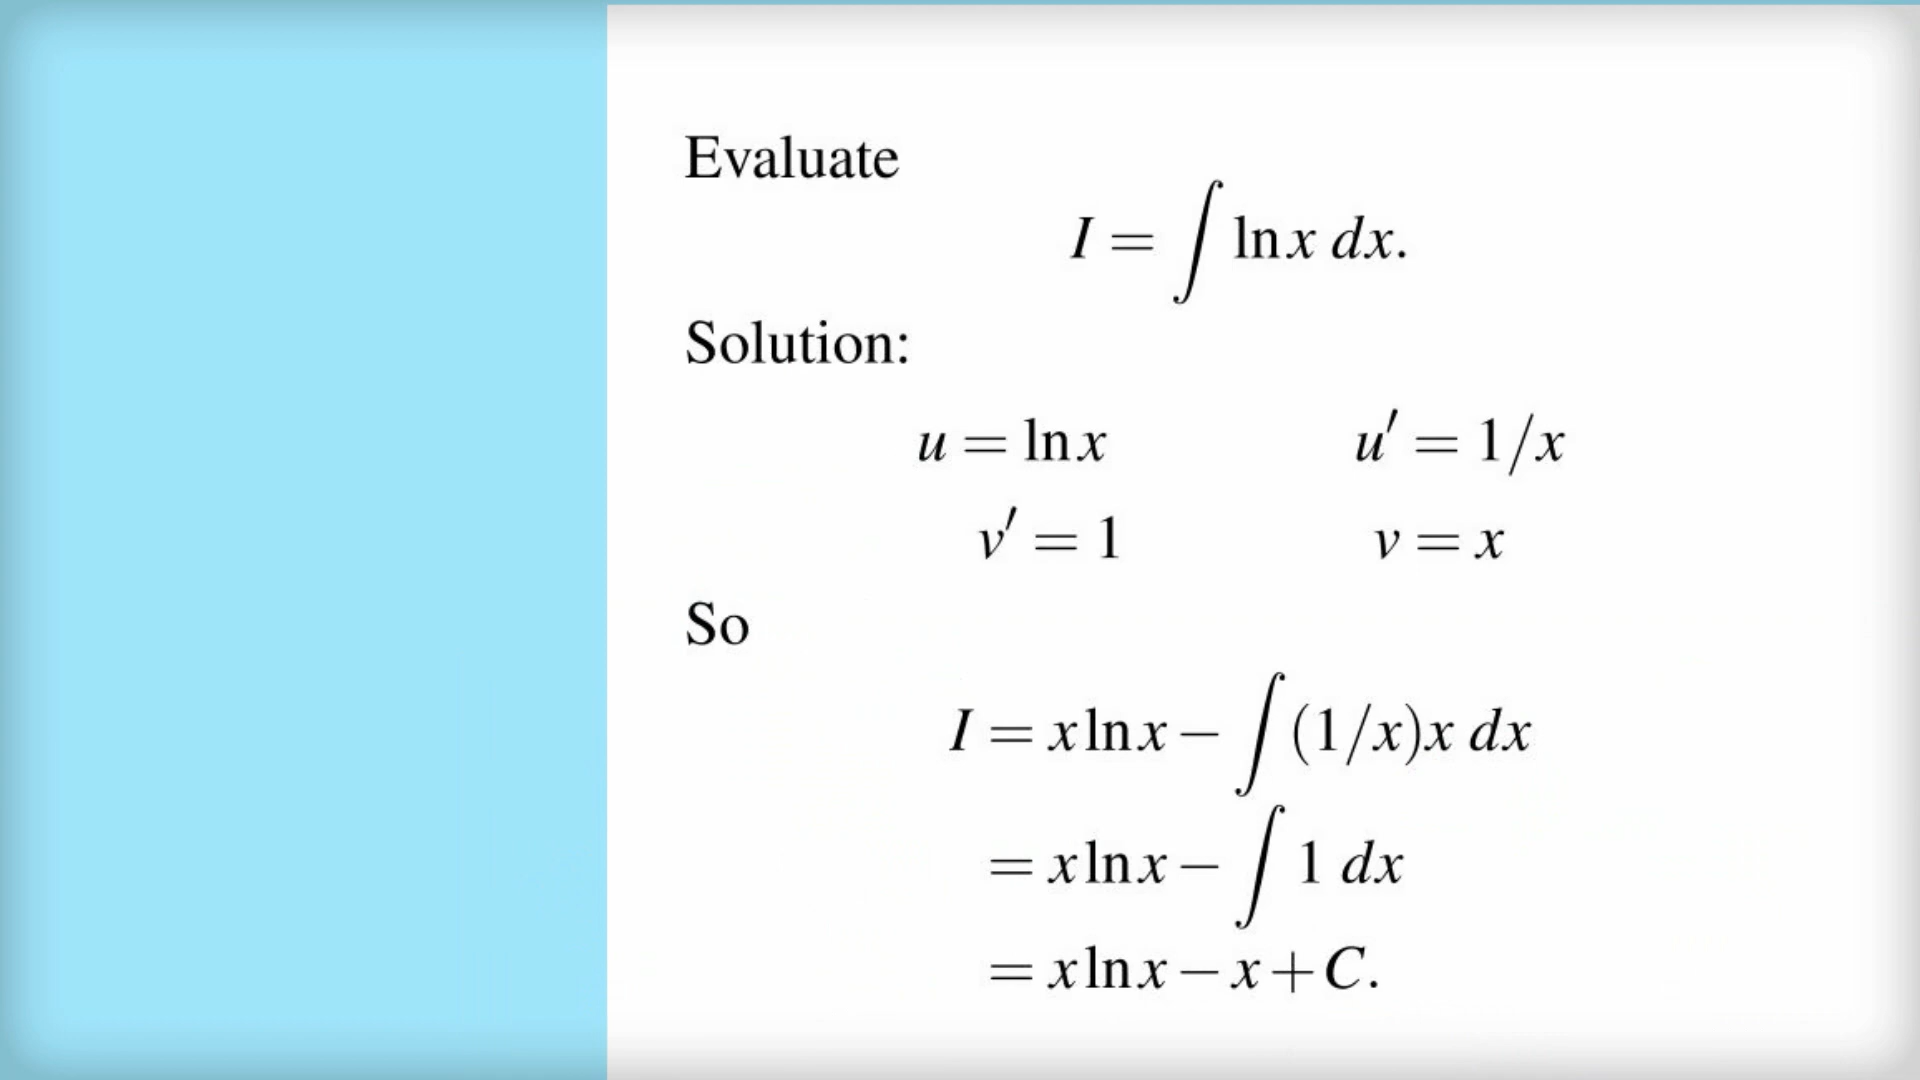 Evaluate
I = ∫ ln x dx.
Solution:
u = ln x u′ = 1/x
v′ = 1 v = x
So
I = x ln x − ∫ (1/x)x dx
= x ln x − ∫ 1 dx
= x ln x − x + C.